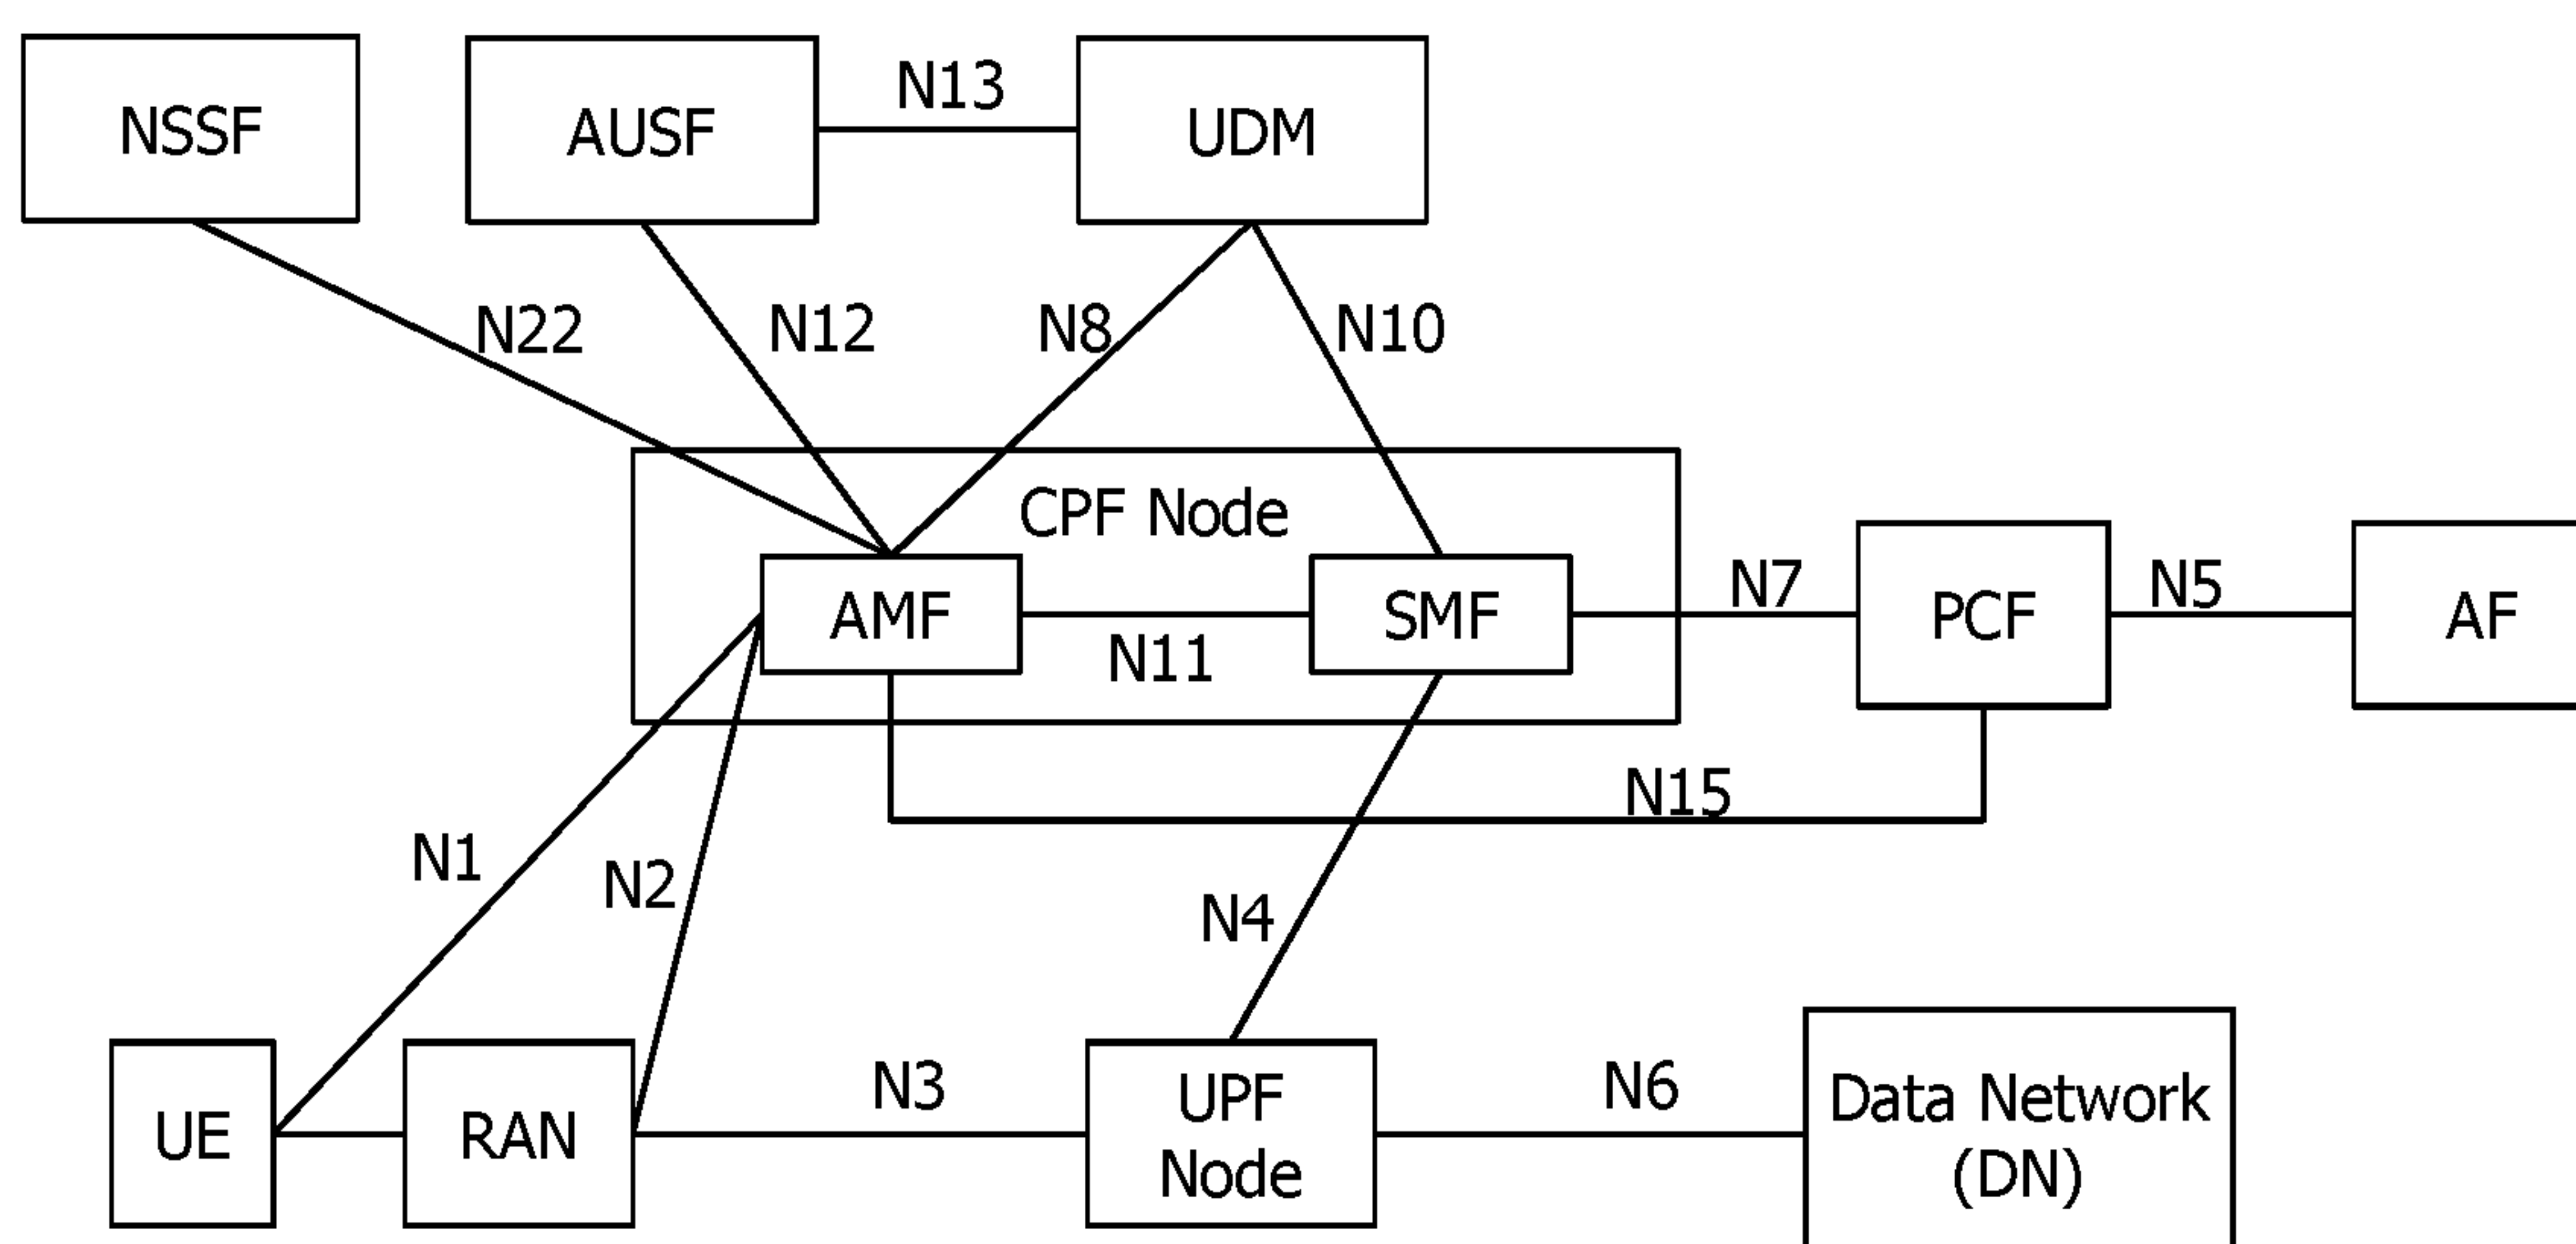 NSSF
AUSF
N13
UDM
N22
N12
N8
N10
CPF Node
AMF
N11
SMF
N7
PCF
N5
AF
N15
N1
N2
N4
UE
RAN
N3
UPF
Node
N6
Data Network
(DN)